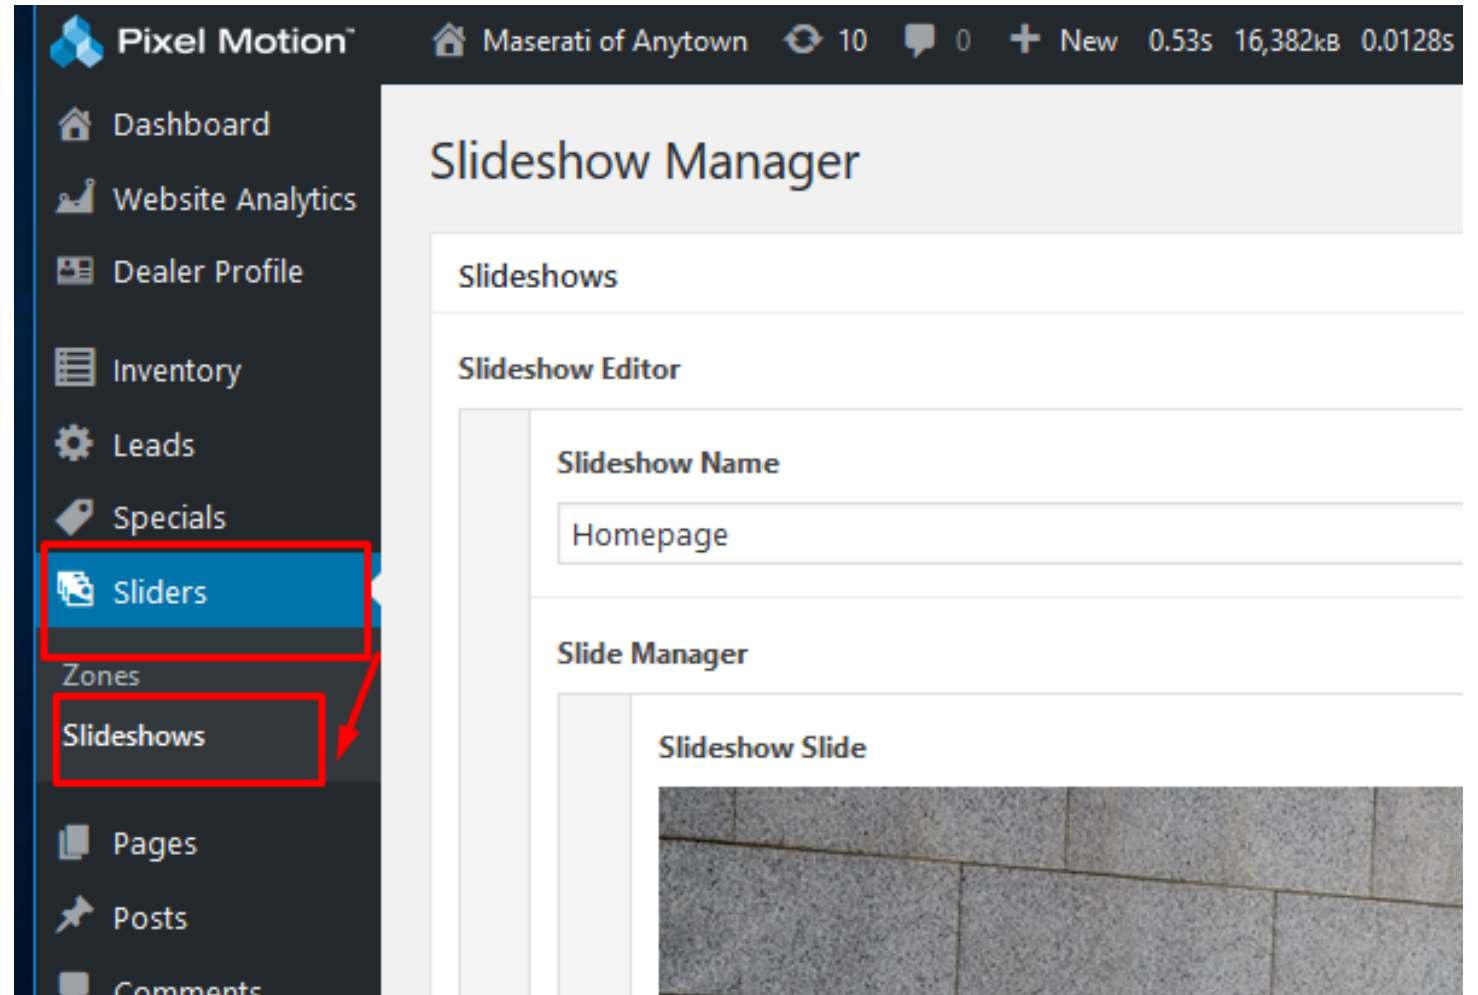 Pixel Motion™ Maserati of Anytown 10 0 New 0.53s 16,382KB 0.0128s
Dashboard
Website Analytics
Dealer Profile
Inventory
Leads
Specials
Sliders
Zones
Slideshows
Pages
Posts
Comments
Slideshow Manager
Slideshows
Slideshow Editor
Slideshow Name
Homepage
Slide Manager
Slideshow Slide